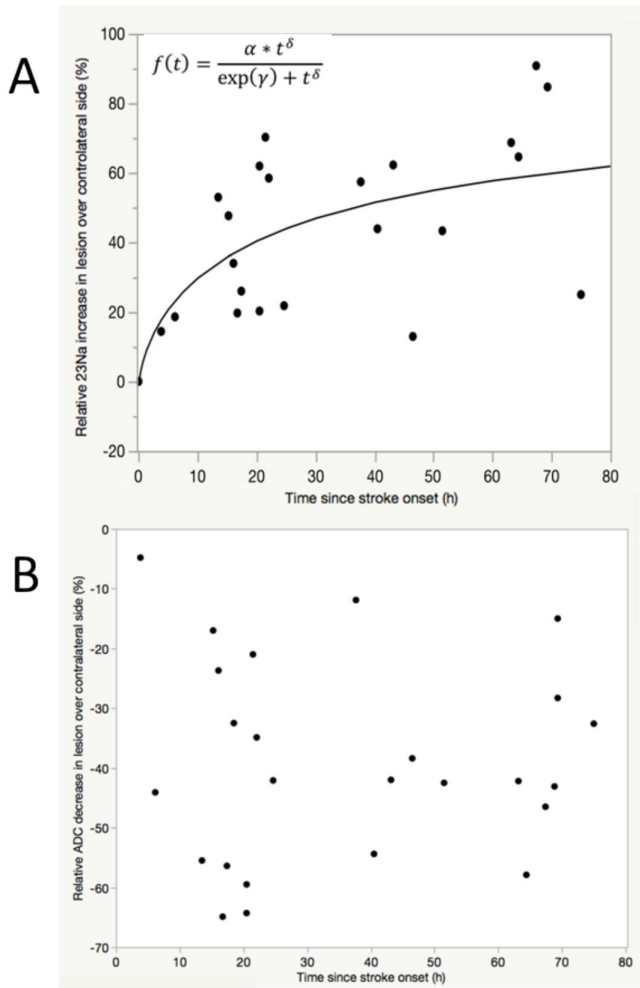 A
f(t) = α * t^δ / exp(γ) + t^δ
Relative 23Na increase in lesion over controlateral side (%)
100
80
60
40
20
0
-20
0 10 20 30 40 50 60 70 80
Time since stroke onset (h)
B
Relative ADC decrease in lesion over contralateral side (%)
0
-10
-20
-30
-40
-50
-60
-70
0 10 20 30 40 50 60 70 80
Time since stroke onset (h)